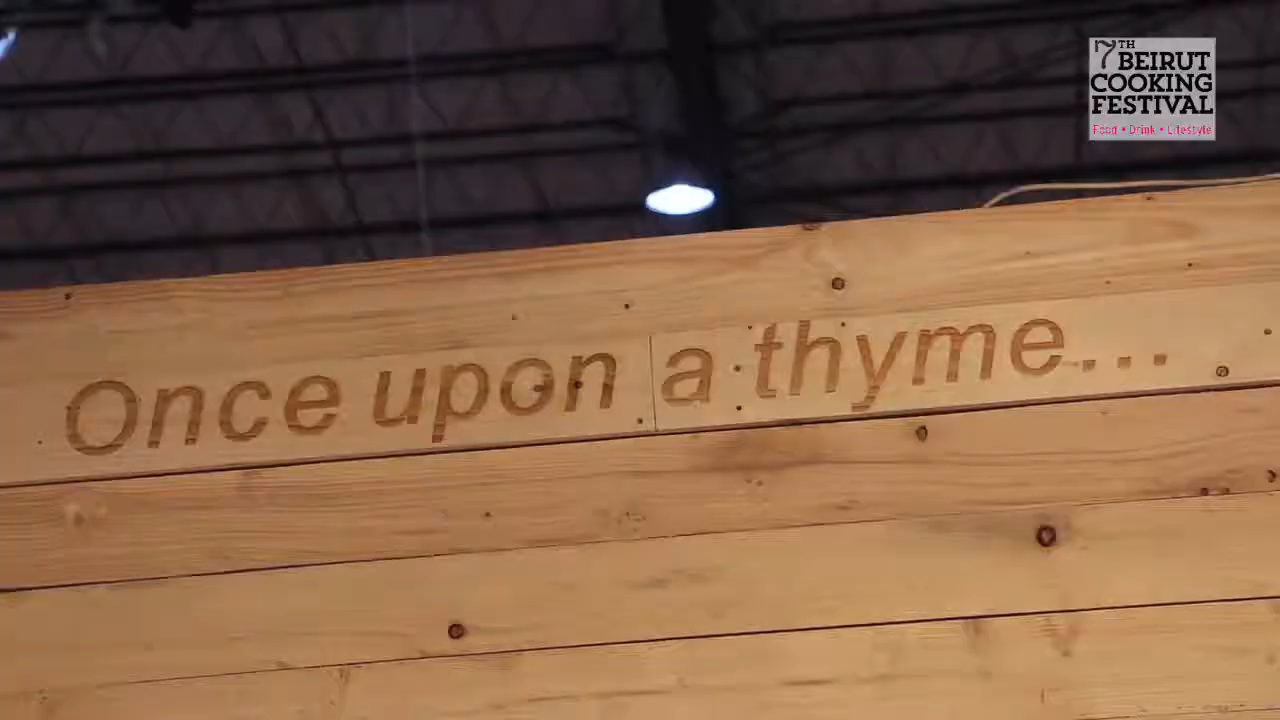 7TH
BEIRUT
COOKING
FESTIVAL
Food • Drink • Lifestyle
Once upon a thyme...